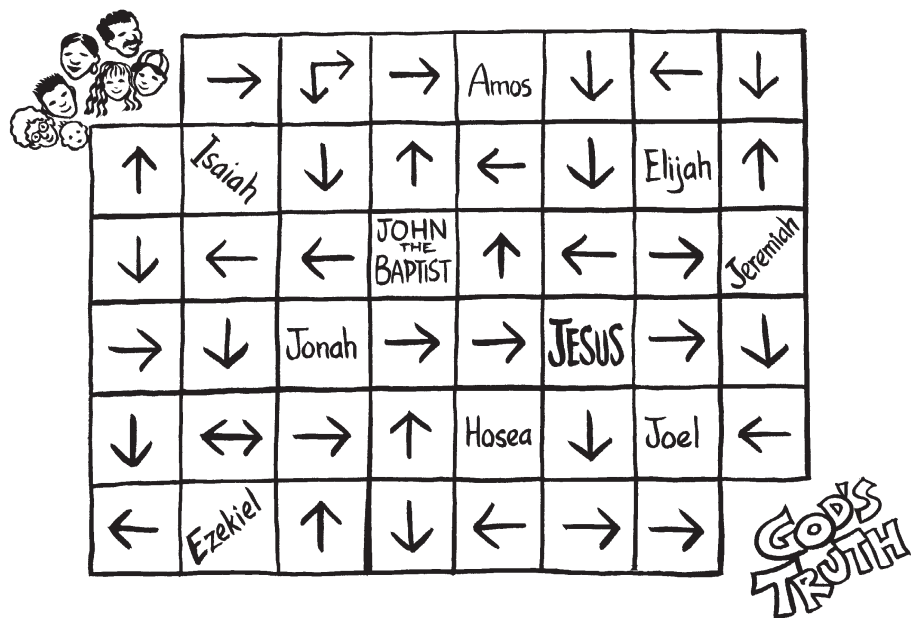 Amos
Isaiah
Elijah
JOHN
THE
BAPTIST
Jeremiah
Jonah
JESUS
Hosea
Joel
Ezekiel
GOD'S
TRUTH